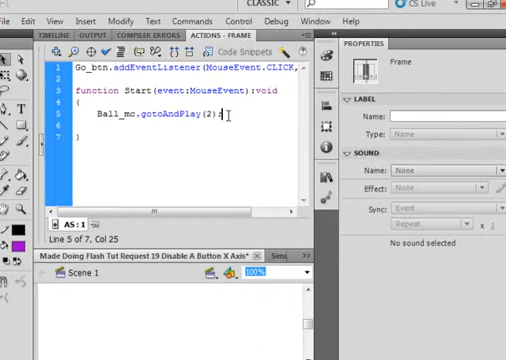 CLASSIC
CS Live
Edit View Insert Modify Text Commands Control Debug Window Help
TIMELINE OUTPUT COMPILER ERRORS ACTIONS - FRAME
PROPERTIES
Code Snippets
Frame
1 Go_btn.addEventListener(MouseEvent.CLICK,
2
3 function Start(event:MouseEvent):void
4 {
5 Ball_mc.gotoAndPlay(2);
6
7 }
LABEL
Name:
Type: Name
SOUND
Name: None
Effect: None
Sync: Event
Repeat x 1
No sound selected
AS : 1
Line 5 of 7, Col 25
Made Doing Flash Tut Request 19 Disable A Button X Axis*
Scene 1
100%